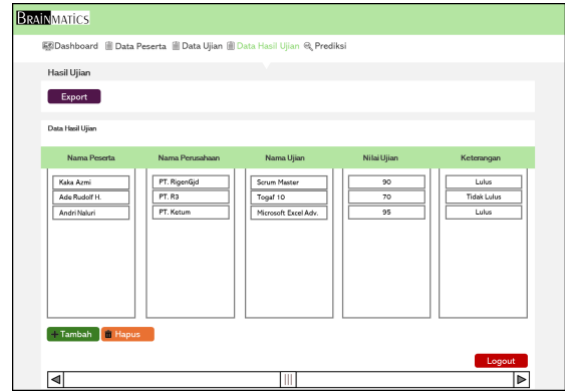 BRAINMATICS
Dashboard Data Peserta Data Ujian Data Hasil Ujian Prediksi
Hasil Ujian
Export
Data Hasil Ujian
Nama Peserta Nama Perusahaan Nama Ujian Nilai Ujian Keterangan
Kaka Azmi PT. RigenGjd Scrum Master 90 Lulus
Ade Rudolf H. PT. R3 Togaf 10 70 Tidak Lulus
Andri Naluri PT. Ketum Microsoft Excel Adv. 95 Lulus
+Tambah Hapus
Logout